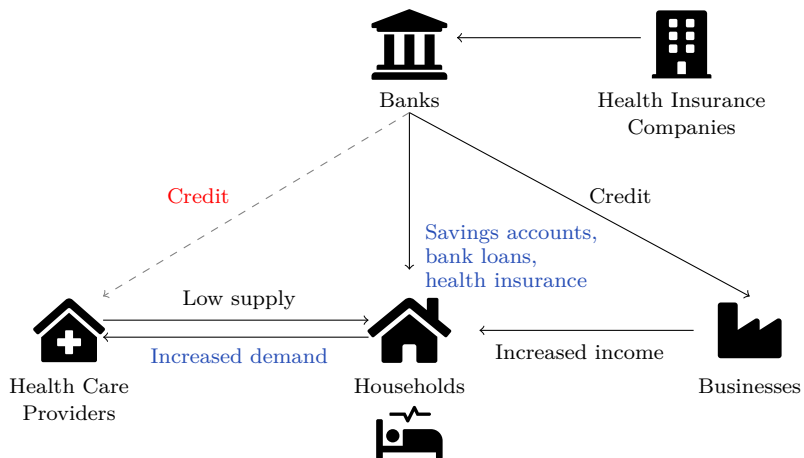 Banks
Health Insurance
Companies
Credit
Credit
Savings accounts,
bank loans,
health insurance
Low supply
Increased demand
Increased income
Health Care
Providers
Households
Businesses